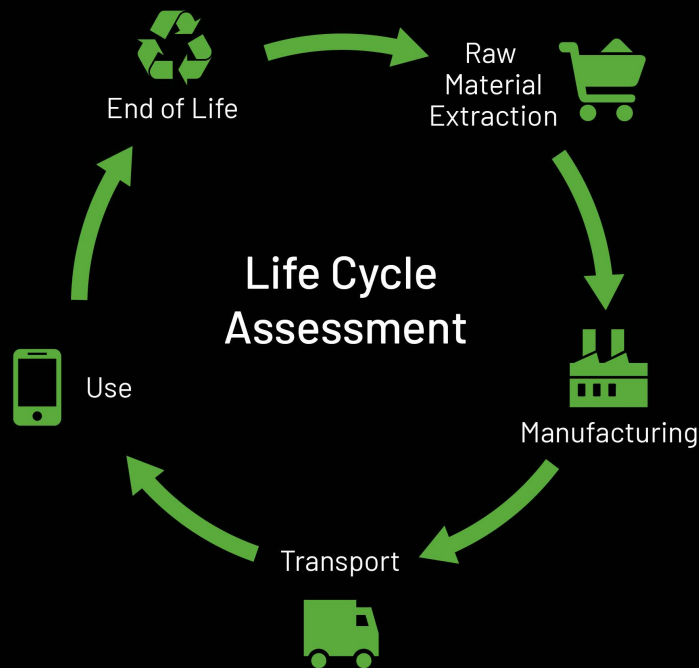 End of Life
Raw
Material
Extraction
Life Cycle
Assessment
Use
Manufacturing
Transport